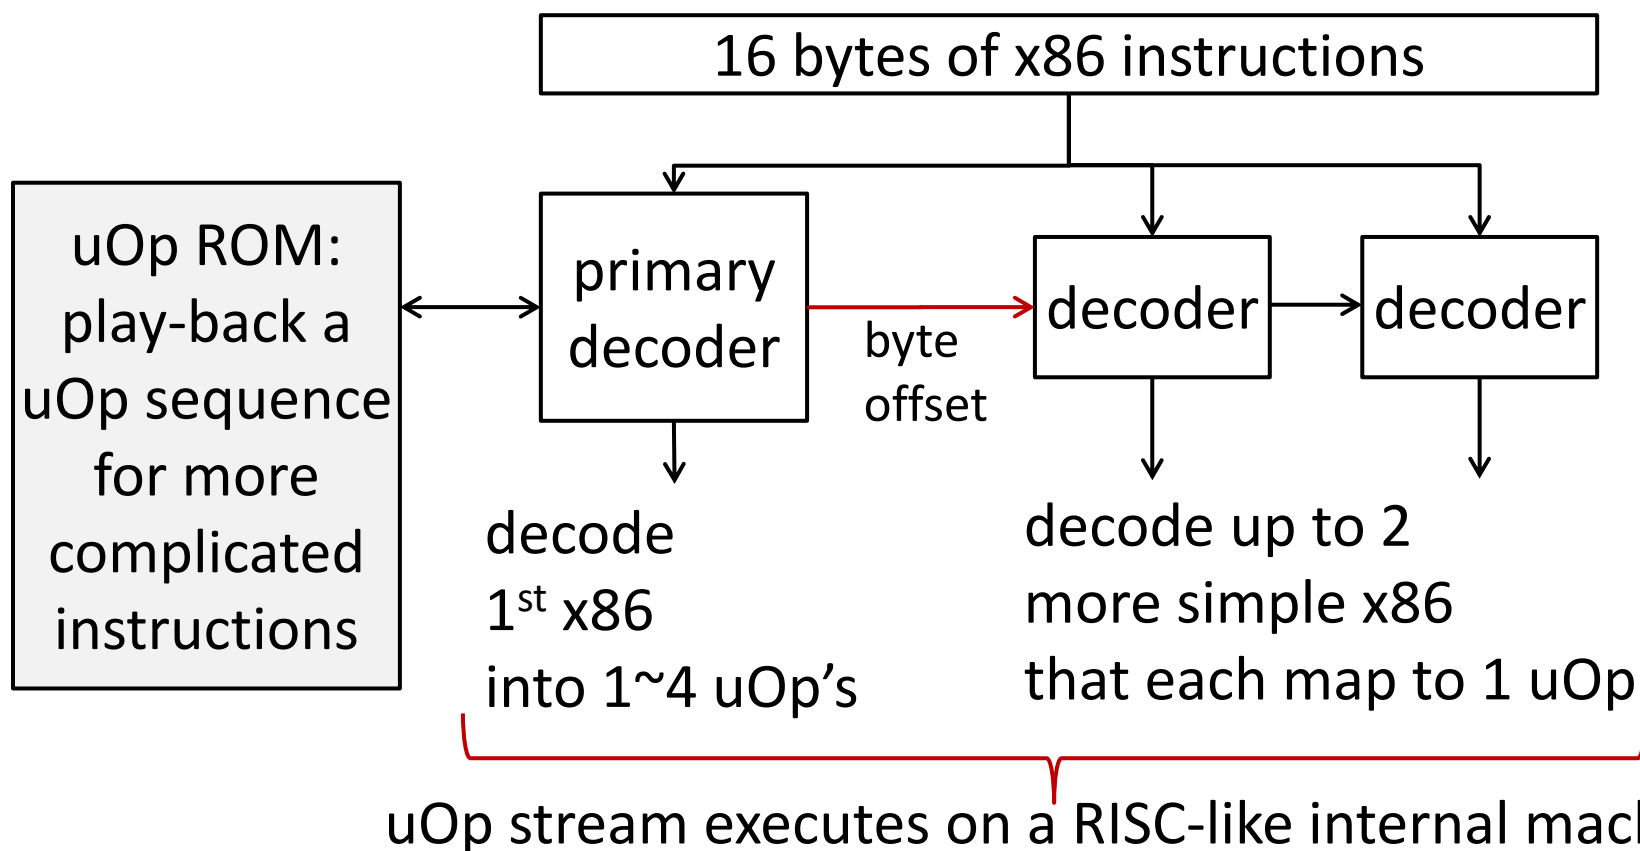 16 bytes of x86 instructions
uOp ROM:
play-back a
uOp sequence
for more
complicated
instructions
primary
decoder
byte
offset
decoder
decoder
decode
1st x86
into 1~4 uOp's
decode up to 2
more simple x86
that each map to 1 uOp
uOp stream executes on a RISC-like internal